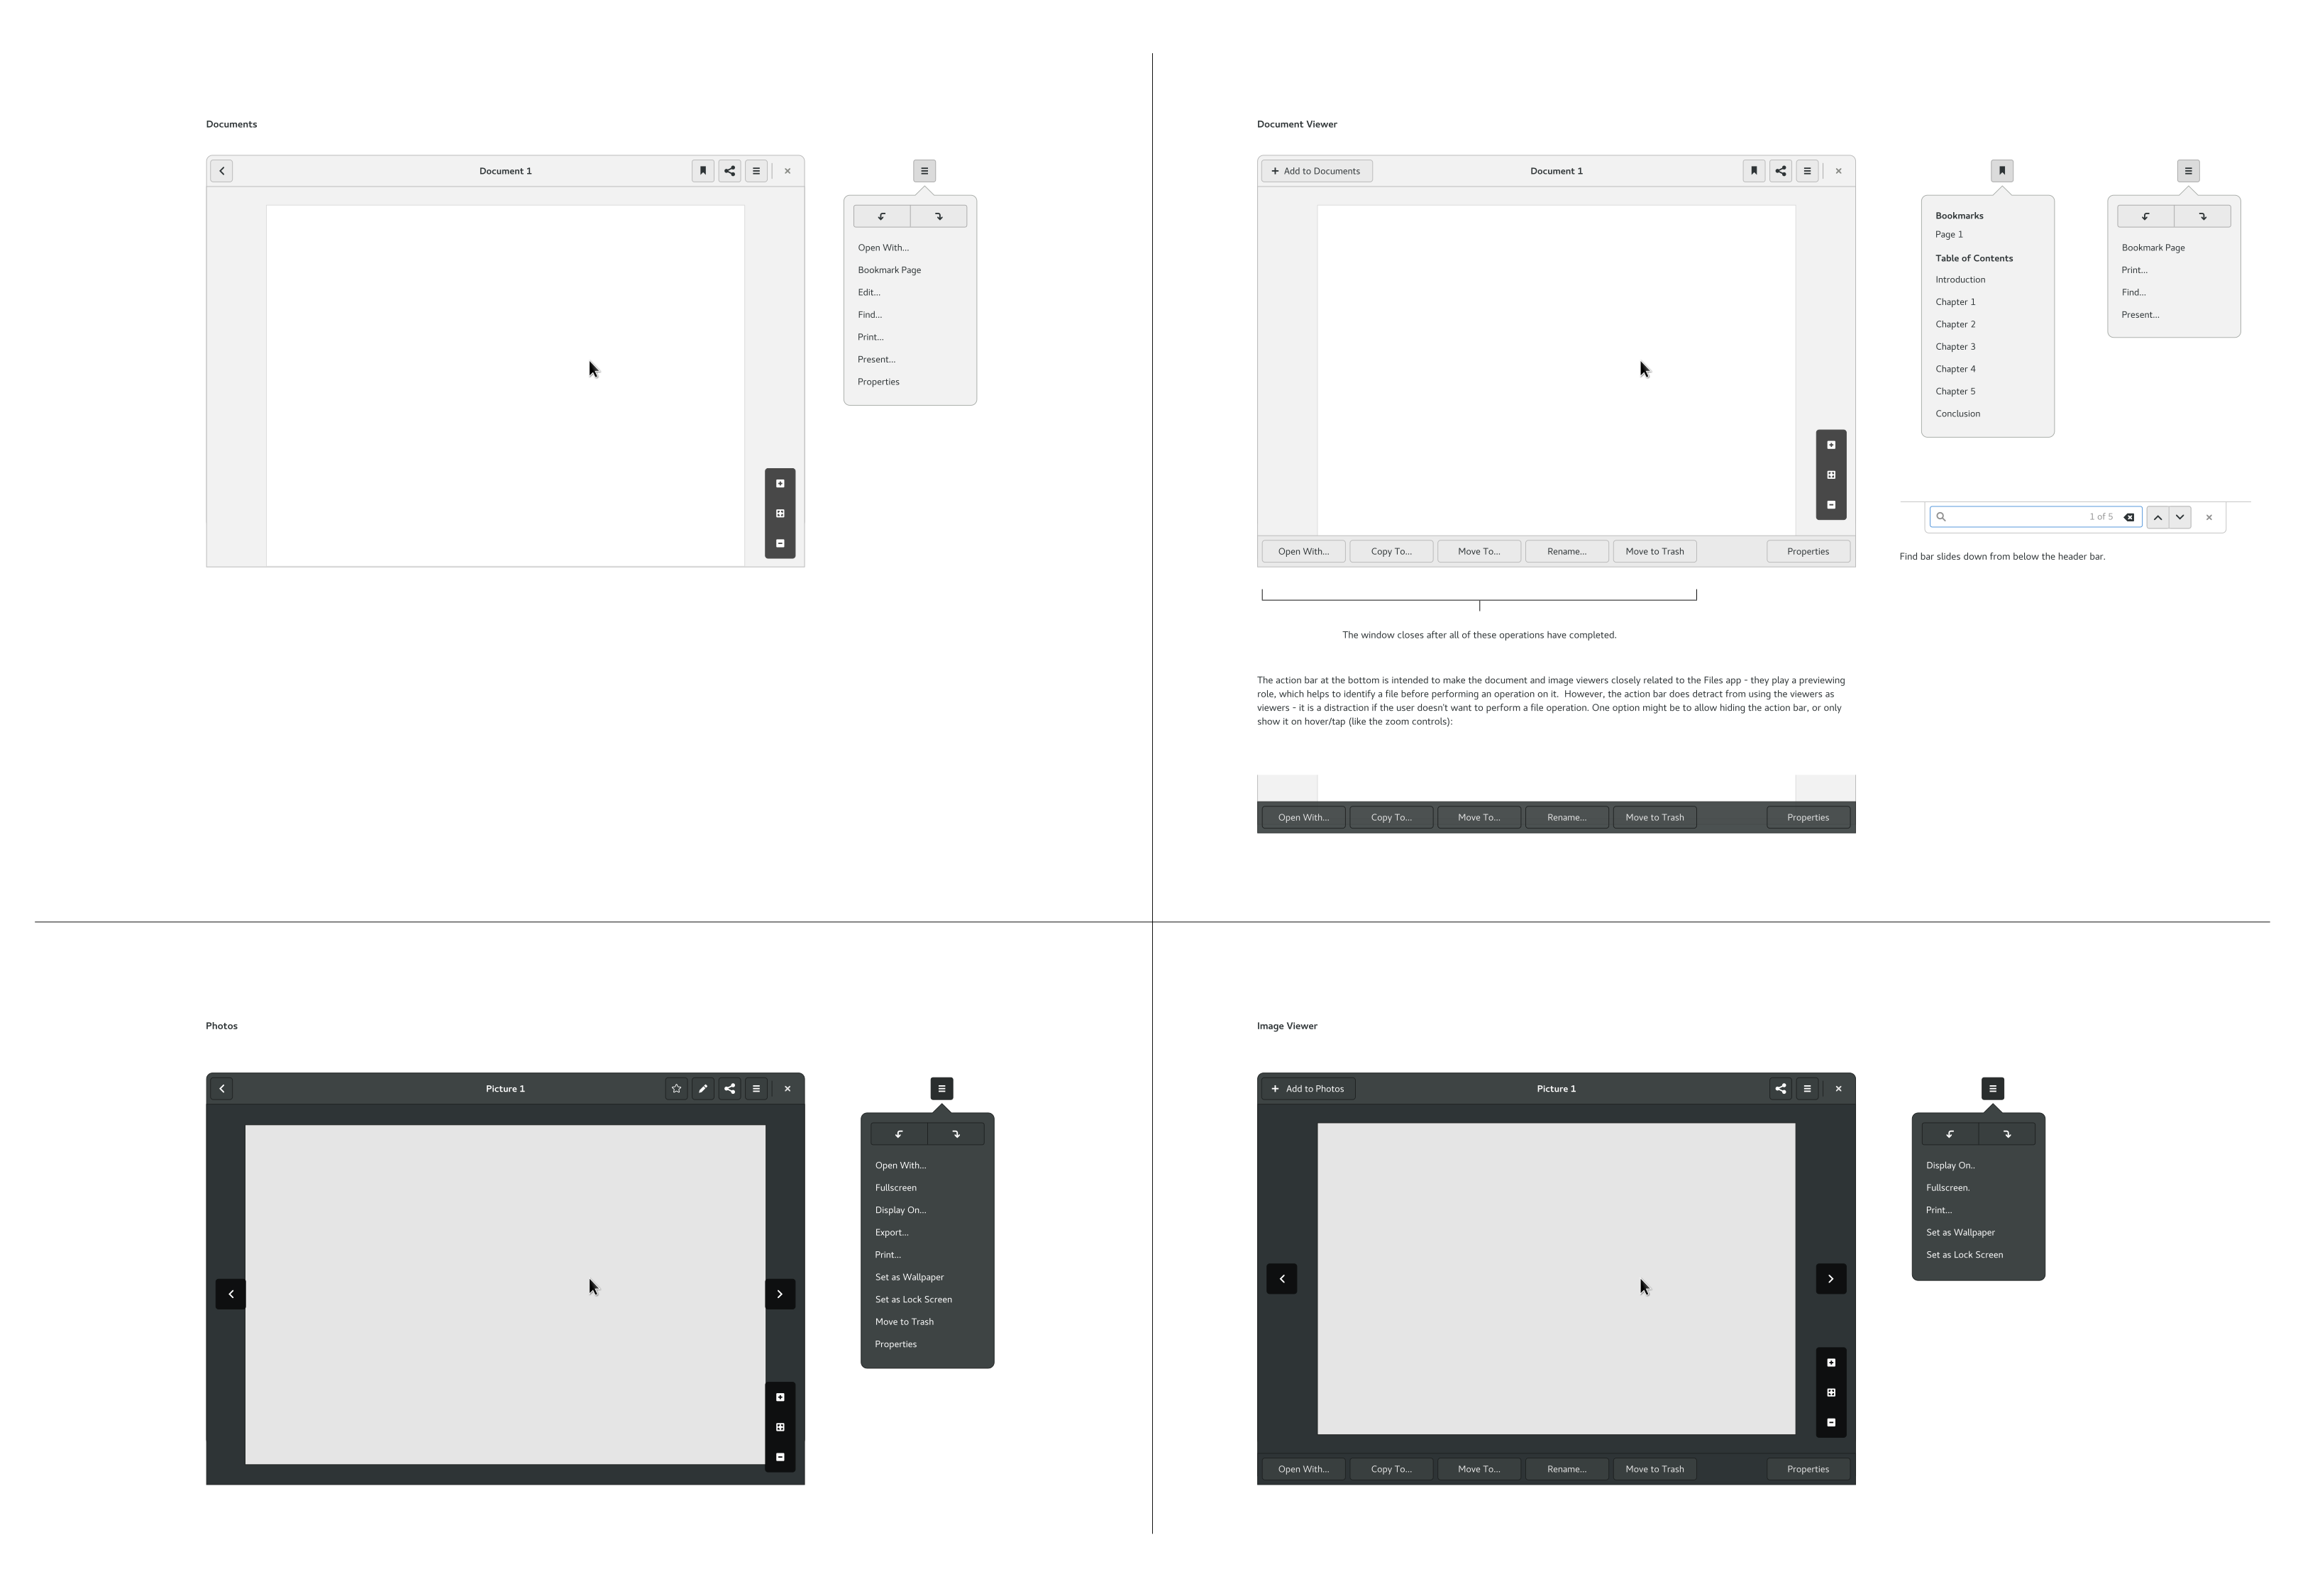 Documents
Document 1
Open With...
Bookmark Page
Edit...
Find...
Print...
Present...
Properties
Document Viewer
Add to Documents
Document 1
Open With...
Copy To...
Move To...
Rename...
Move to Trash
Properties
Bookmarks
Page 1
Table of Contents
Introduction
Chapter 1
Chapter 2
Chapter 3
Chapter 4
Chapter 5
Conclusion
Bookmark Page
Print...
Find...
Present...
1 of 5
Find bar slides down from below the header bar.
The window closes after all of these operations have completed.
The action bar at the bottom is intended to make the document and image viewers closely related to the Files app - they play a previewing
role, which helps to identify a file before performing an operation on it.  However, the action bar does detract from using the viewers as
viewers - it is a distraction if the user doesn't want to perform a file operation. One option might be to allow hiding the action bar, or only
show it on hover/tap (like the zoom controls):
Open With...
Copy To...
Move To...
Rename...
Move to Trash
Properties
Photos
Picture 1
Open With...
Fullscreen
Display On...
Export...
Print...
Set as Wallpaper
Set as Lock Screen
Move to Trash
Properties
Image Viewer
Add to Photos
Picture 1
Open With...
Copy To...
Move To...
Rename...
Move to Trash
Properties
Display On..
Fullscreen.
Print...
Set as Wallpaper
Set as Lock Screen